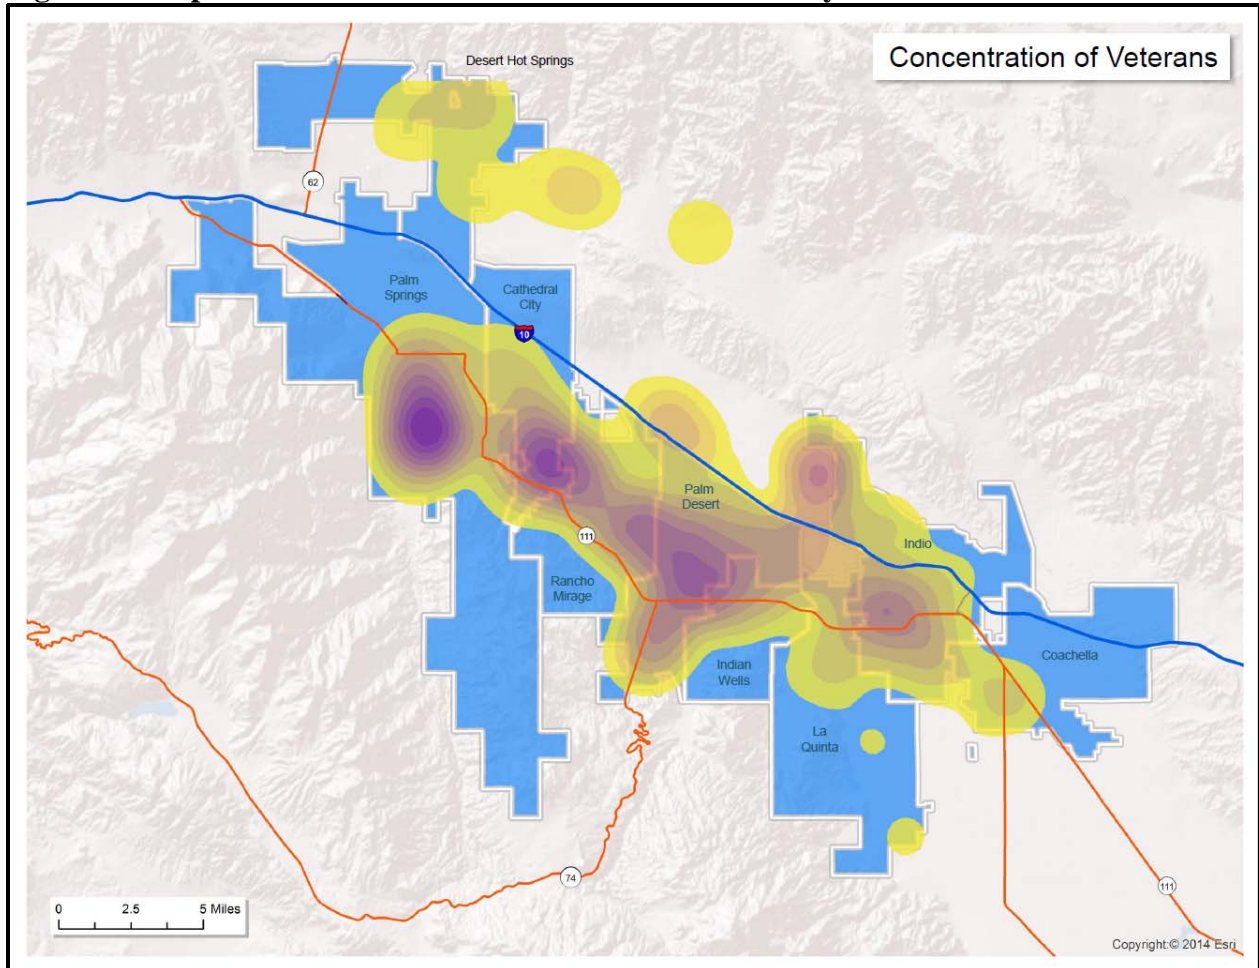 Concentration of Veterans
Desert Hot Springs
62
Palm
Springs
Cathedral
City
10
Palm
Desert
111
Indio
Rancho
Mirage
Indian
Wells
Coachella
La
Quinta
74
111
0 2.5 5 Miles
Copyright:© 2014 Esri